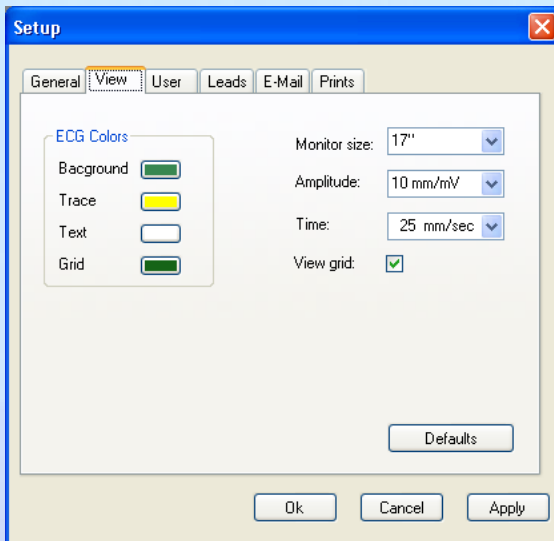 Setup
General View User Leads E-Mail Prints
ECG Colors
Bacground
Trace
Text
Grid
Monitor size: 17"
Amplitude: 10 mm/mV
Time: 25 mm/sec
View grid:
Defaults
Ok Cancel Apply